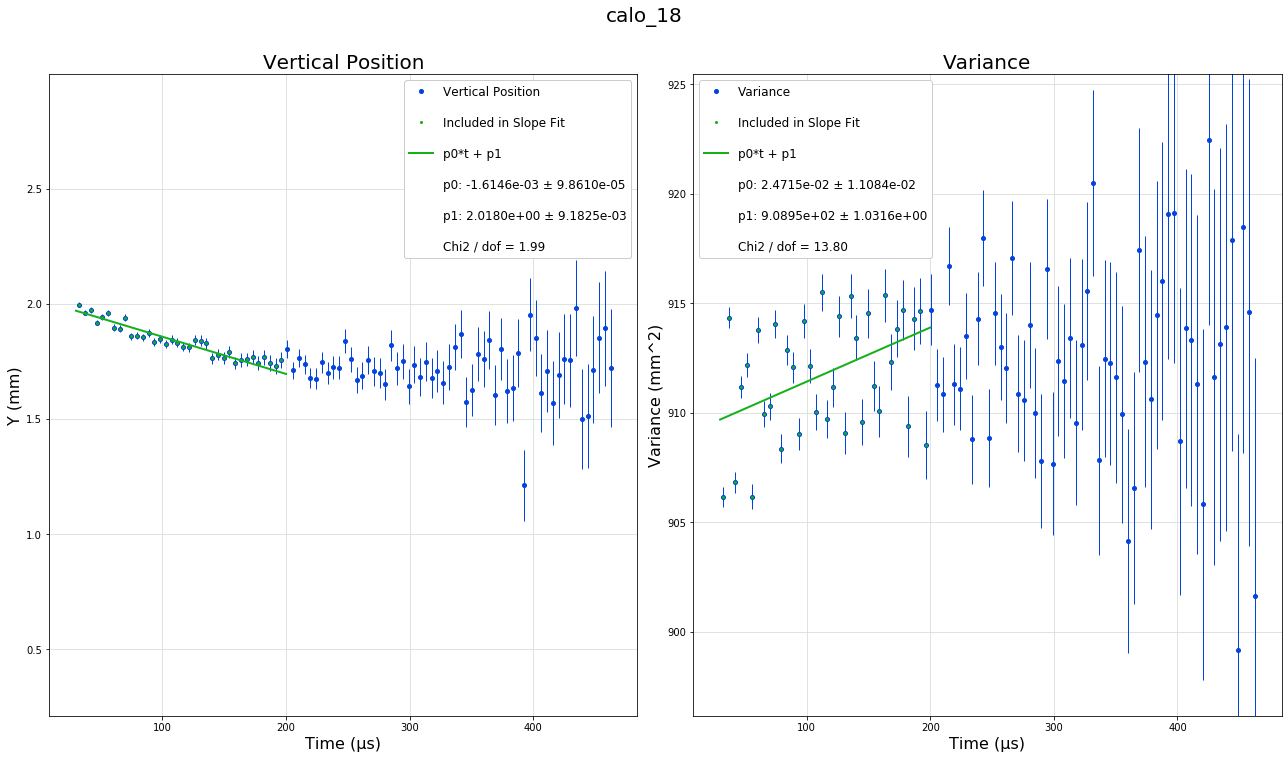 calo_18
Vertical Position
Vertical Position
Included in Slope Fit
p0*t + p1
p0: -1.6146e-03 ± 9.8610e-05
p1: 2.0180e+00 ± 9.1825e-03
Chi2 / dof = 1.99
Y (mm)
2.5
2.0
1.5
1.0
0.5
100 200 300 400
Time (μs)
Variance
Variance
Included in Slope Fit
p0*t + p1
p0: 2.4715e-02 ± 1.1084e-02
p1: 9.0895e+02 ± 1.0316e+00
Chi2 / dof = 13.80
Variance (mm^2)
925
920
915
910
905
900
100 200 300 400
Time (μs)